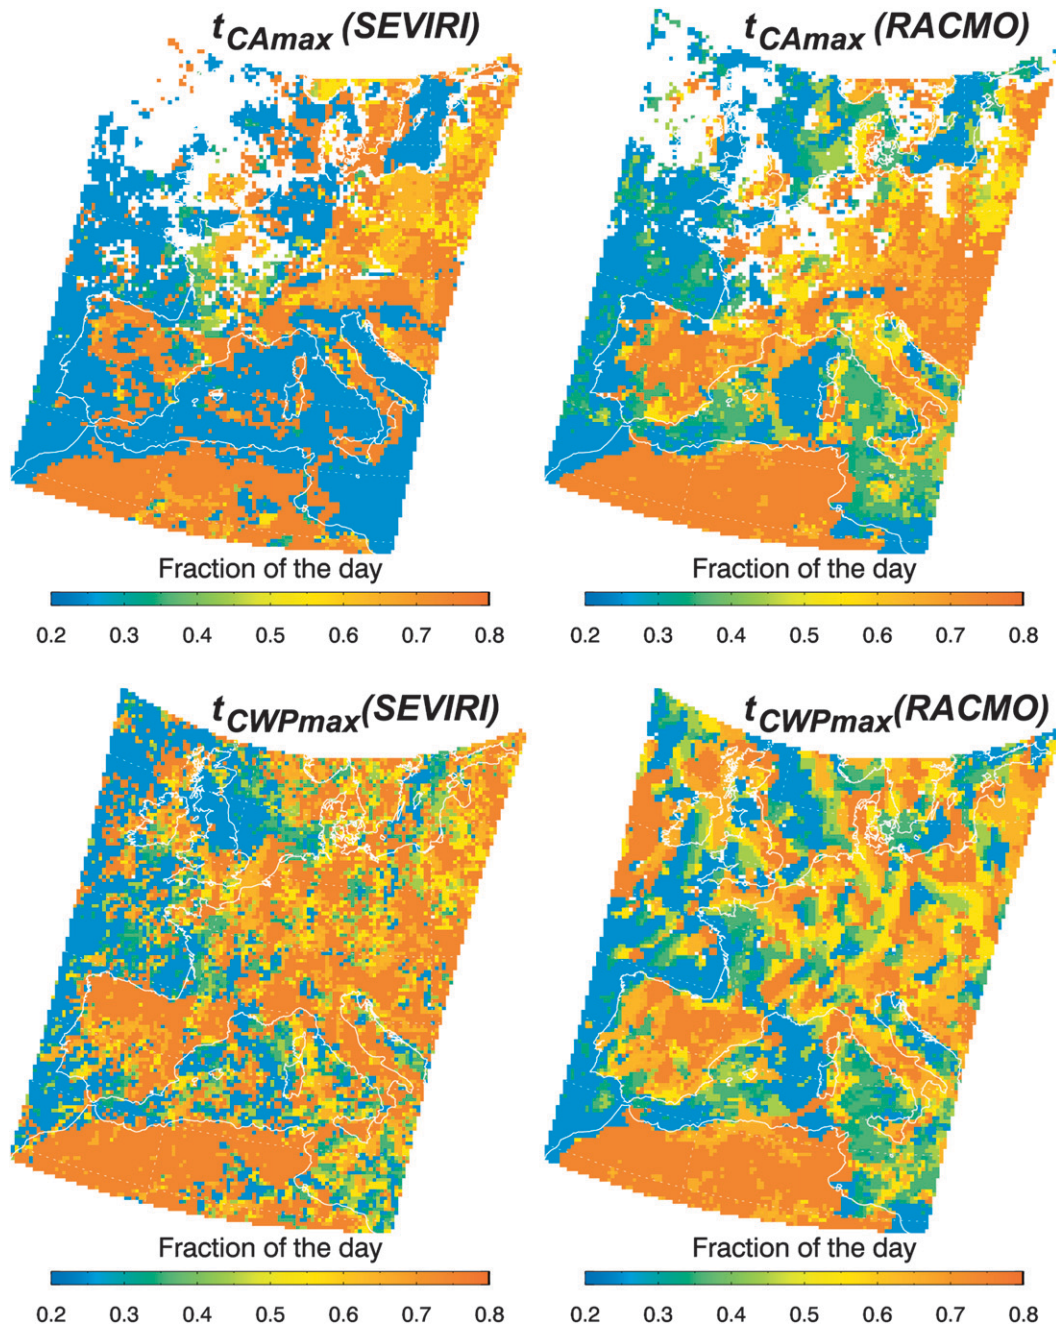 tCAmax (SEVIRI)
tCAmax (RACMO)
Fraction of the day
Fraction of the day
0.2 0.3 0.4 0.5 0.6 0.7 0.8
0.2 0.3 0.4 0.5 0.6 0.7 0.8
tCWPmax(SEVIRI)
tCWPmax(RACMO)
Fraction of the day
Fraction of the day
0.2 0.3 0.4 0.5 0.6 0.7 0.8
0.2 0.3 0.4 0.5 0.6 0.7 0.8